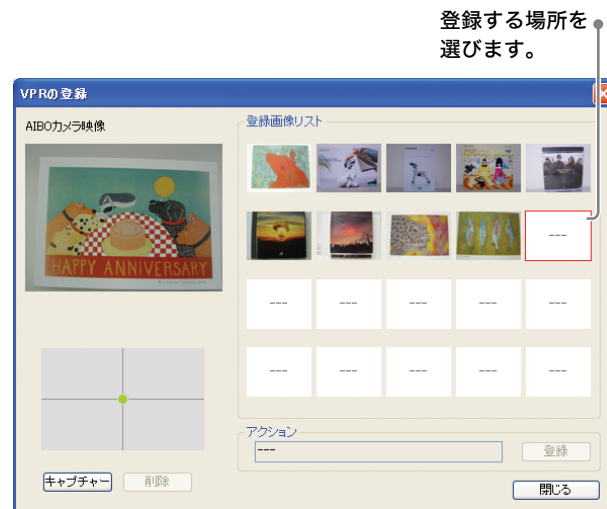 登録する場所を
選びます。
VPRの登録
AIBOカメラ映像
登録画像リスト
HAPPY ANNIVERSARY
---
---
---
---
---
---
---
---
---
---
---
アクション
---
登録
キャプチャー
削除
閉じる